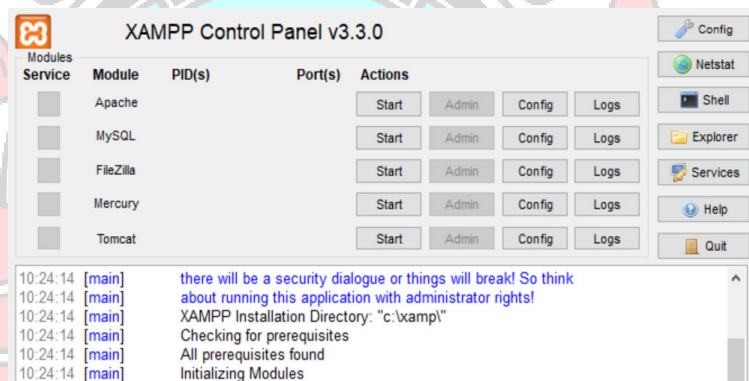 XAMPP Control Panel v3.3.0
Config
Modules
Service Module PID(s) Port(s) Actions
Netstat
Apache Start Admin Config Logs
Shell
MySQL Start Admin Config Logs
Explorer
FileZilla Start Admin Config Logs
Services
Mercury Start Admin Config Logs
Help
Tomcat Start Admin Config Logs
Quit
10:24:14 [main] there will be a security dialogue or things will break! So think
10:24:14 [main] about running this application with administrator rights!
10:24:14 [main] XAMPP Installation Directory: "c:\xamp\"
10:24:14 [main] Checking for prerequisites
10:24:14 [main] All prerequisites found
10:24:14 [main] Initializing Modules